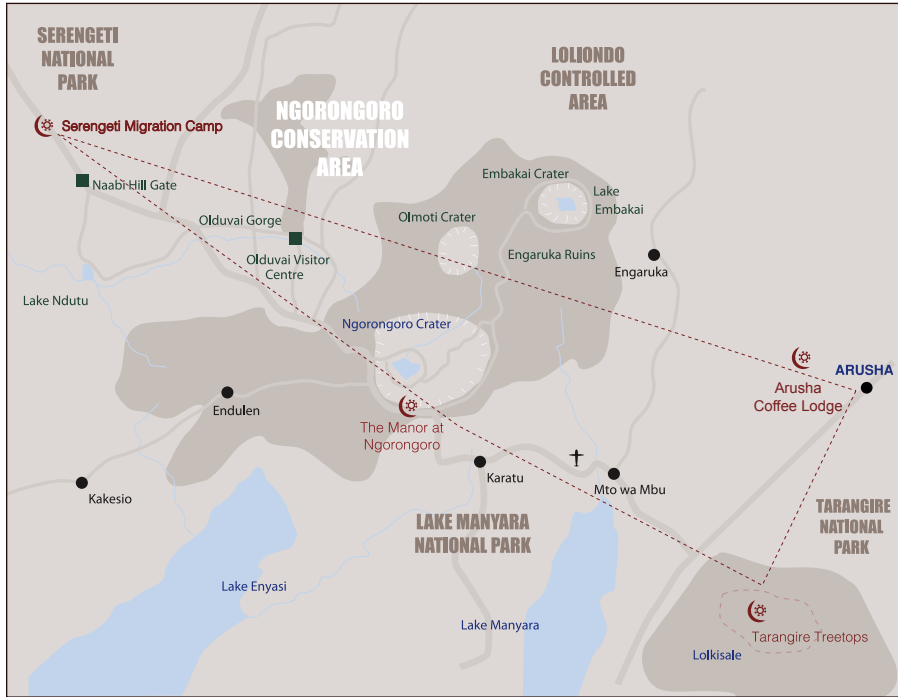 SERENGETI
NATIONAL
PARK
LOLIONDO
CONTROLLED
AREA
NGORONGORO
CONSERVATION
AREA
Serengeti Migration Camp
Naabi Hill Gate
Embakai Crater
Lake
Embakai
Olduvai Gorge
Olmoti Crater
Olduvai Visitor
Centre
Engaruka Ruins
Engaruka
Lake Ndutu
Ngorongoro Crater
ARUSHA
Arusha
Coffee Lodge
Endulen
The Manor at
Ngorongoro
Karatu
Mto wa Mbu
Kakesio
LAKE MANYARA
NATIONAL PARK
TARANGIRE
NATIONAL
PARK
Lake Enyasi
Lake Manyara
Tarangire Treetops
Lolkisale